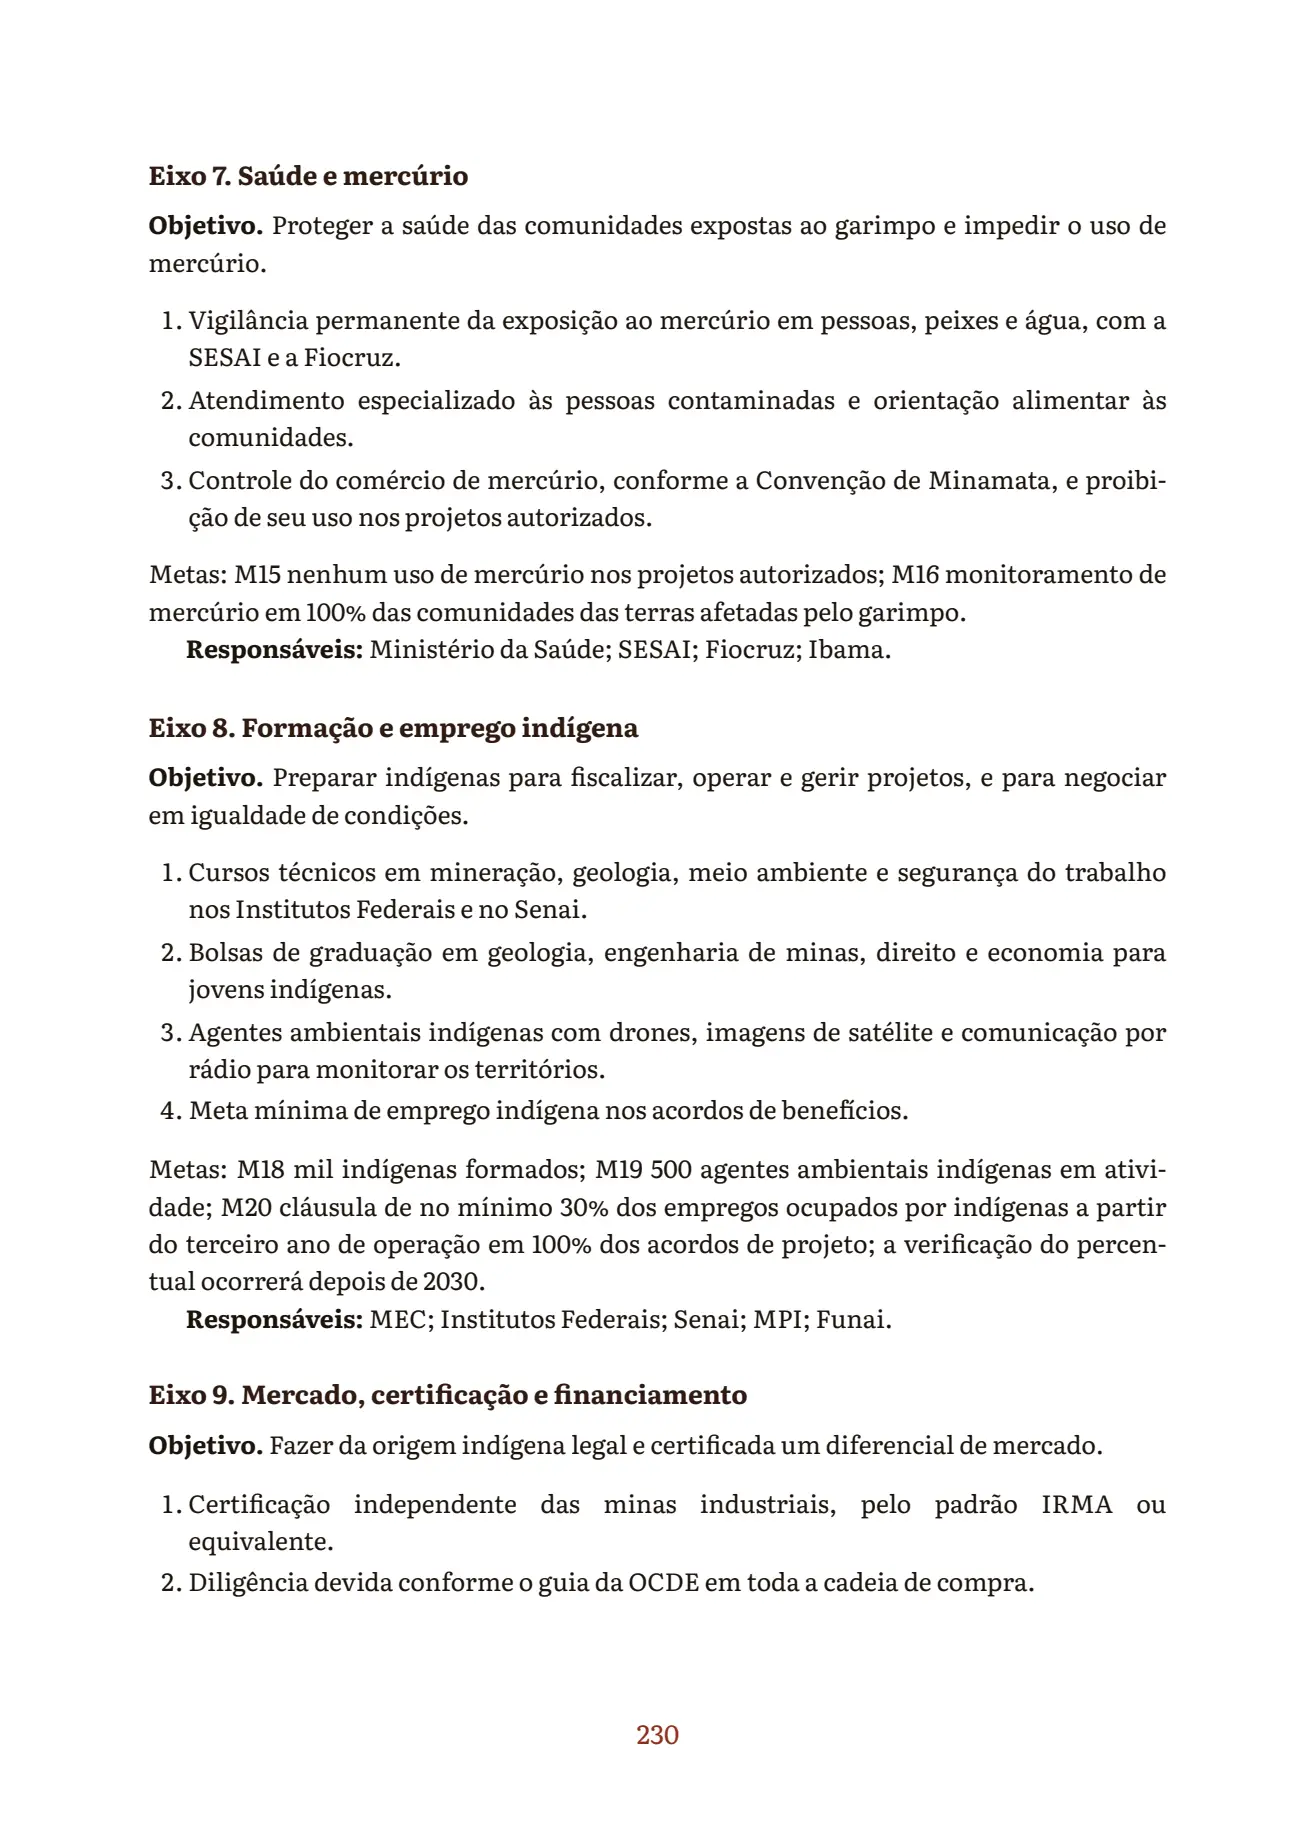 Eixo 7. Saúde e mercúrio
Objetivo. Proteger a saúde das comunidades expostas ao garimpo e impedir o uso de
mercúrio.
1. Vigilância permanente da exposição ao mercúrio em pessoas, peixes e água, com a
SESAI e a Fiocruz.
2. Atendimento especializado às pessoas contaminadas e orientação alimentar às
comunidades.
3. Controle do comércio de mercúrio, conforme a Convenção de Minamata, e proibi-
ção de seu uso nos projetos autorizados.
Metas: M15 nenhum uso de mercúrio nos projetos autorizados; M16 monitoramento de
mercúrio em 100% das comunidades das terras afetadas pelo garimpo.
Responsáveis: Ministério da Saúde; SESAI; Fiocruz; Ibama.
Eixo 8. Formação e emprego indígena
Objetivo. Preparar indígenas para fiscalizar, operar e gerir projetos, e para negociar
em igualdade de condições.
1. Cursos técnicos em mineração, geologia, meio ambiente e segurança do trabalho
nos Institutos Federais e no Senai.
2. Bolsas de graduação em geologia, engenharia de minas, direito e economia para
jovens indígenas.
3. Agentes ambientais indígenas com drones, imagens de satélite e comunicação por
rádio para monitorar os territórios.
4. Meta mínima de emprego indígena nos acordos de benefícios.
Metas: M18 mil indígenas formados; M19 500 agentes ambientais indígenas em ativi-
dade; M20 cláusula de no mínimo 30% dos empregos ocupados por indígenas a partir
do terceiro ano de operação em 100% dos acordos de projeto; a verificação do percen-
tual ocorrerá depois de 2030.
Responsáveis: MEC; Institutos Federais; Senai; MPI; Funai.
Eixo 9. Mercado, certificação e financiamento
Objetivo. Fazer da origem indígena legal e certificada um diferencial de mercado.
1. Certificação independente das minas industriais, pelo padrão IRMA ou
equivalente.
2. Diligência devida conforme o guia da OCDE em toda a cadeia de compra.
230